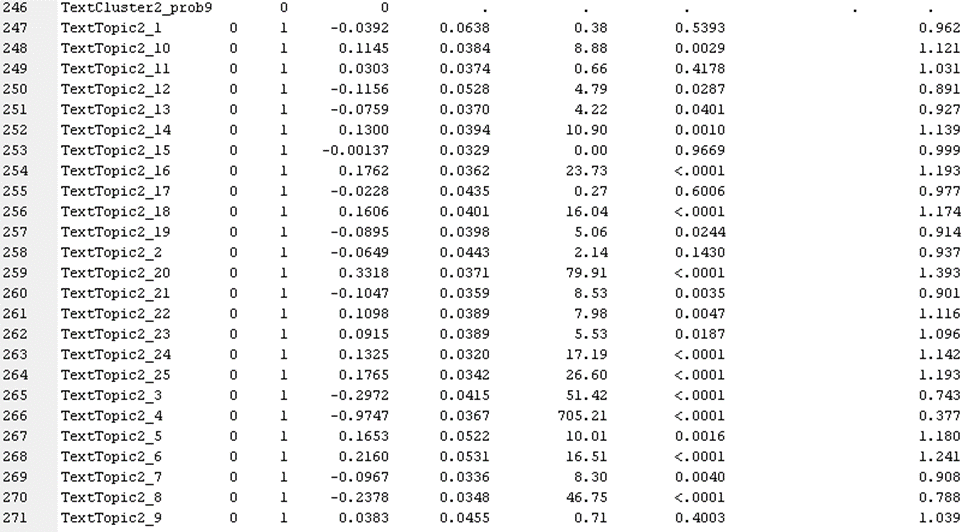 246 TextCluster2_prob9 0 0 . . . . .
247 TextTopic2_1 0 1 -0.0392 0.0638 0.38 0.5393 0.962
248 TextTopic2_10 0 1 0.1145 0.0384 8.88 0.0029 1.121
249 TextTopic2_11 0 1 0.0303 0.0374 0.66 0.4178 1.031
250 TextTopic2_12 0 1 -0.1156 0.0528 4.79 0.0287 0.891
251 TextTopic2_13 0 1 -0.0759 0.0370 4.22 0.0401 0.927
252 TextTopic2_14 0 1 0.1300 0.0394 10.90 0.0010 1.139
253 TextTopic2_15 0 1 -0.00137 0.0329 0.00 0.9669 0.999
254 TextTopic2_16 0 1 0.1762 0.0362 23.73 <.0001 1.193
255 TextTopic2_17 0 1 -0.0228 0.0435 0.27 0.6006 0.977
256 TextTopic2_18 0 1 0.1606 0.0401 16.04 <.0001 1.174
257 TextTopic2_19 0 1 -0.0895 0.0398 5.06 0.0244 0.914
258 TextTopic2_2 0 1 -0.0649 0.0443 2.14 0.1430 0.937
259 TextTopic2_20 0 1 0.3318 0.0371 79.91 <.0001 1.393
260 TextTopic2_21 0 1 -0.1047 0.0359 8.53 0.0035 0.901
261 TextTopic2_22 0 1 0.1098 0.0389 7.98 0.0047 1.116
262 TextTopic2_23 0 1 0.0915 0.0389 5.53 0.0187 1.096
263 TextTopic2_24 0 1 0.1325 0.0320 17.19 <.0001 1.142
264 TextTopic2_25 0 1 0.1765 0.0342 26.60 <.0001 1.193
265 TextTopic2_3 0 1 -0.2972 0.0415 51.42 <.0001 0.743
266 TextTopic2_4 0 1 -0.9747 0.0367 705.21 <.0001 0.377
267 TextTopic2_5 0 1 0.1653 0.0522 10.01 0.0016 1.180
268 TextTopic2_6 0 1 0.2160 0.0531 16.51 <.0001 1.241
269 TextTopic2_7 0 1 -0.0967 0.0336 8.30 0.0040 0.908
270 TextTopic2_8 0 1 -0.2378 0.0348 46.75 <.0001 0.788
271 TextTopic2_9 0 1 0.0383 0.0455 0.71 0.4003 1.039